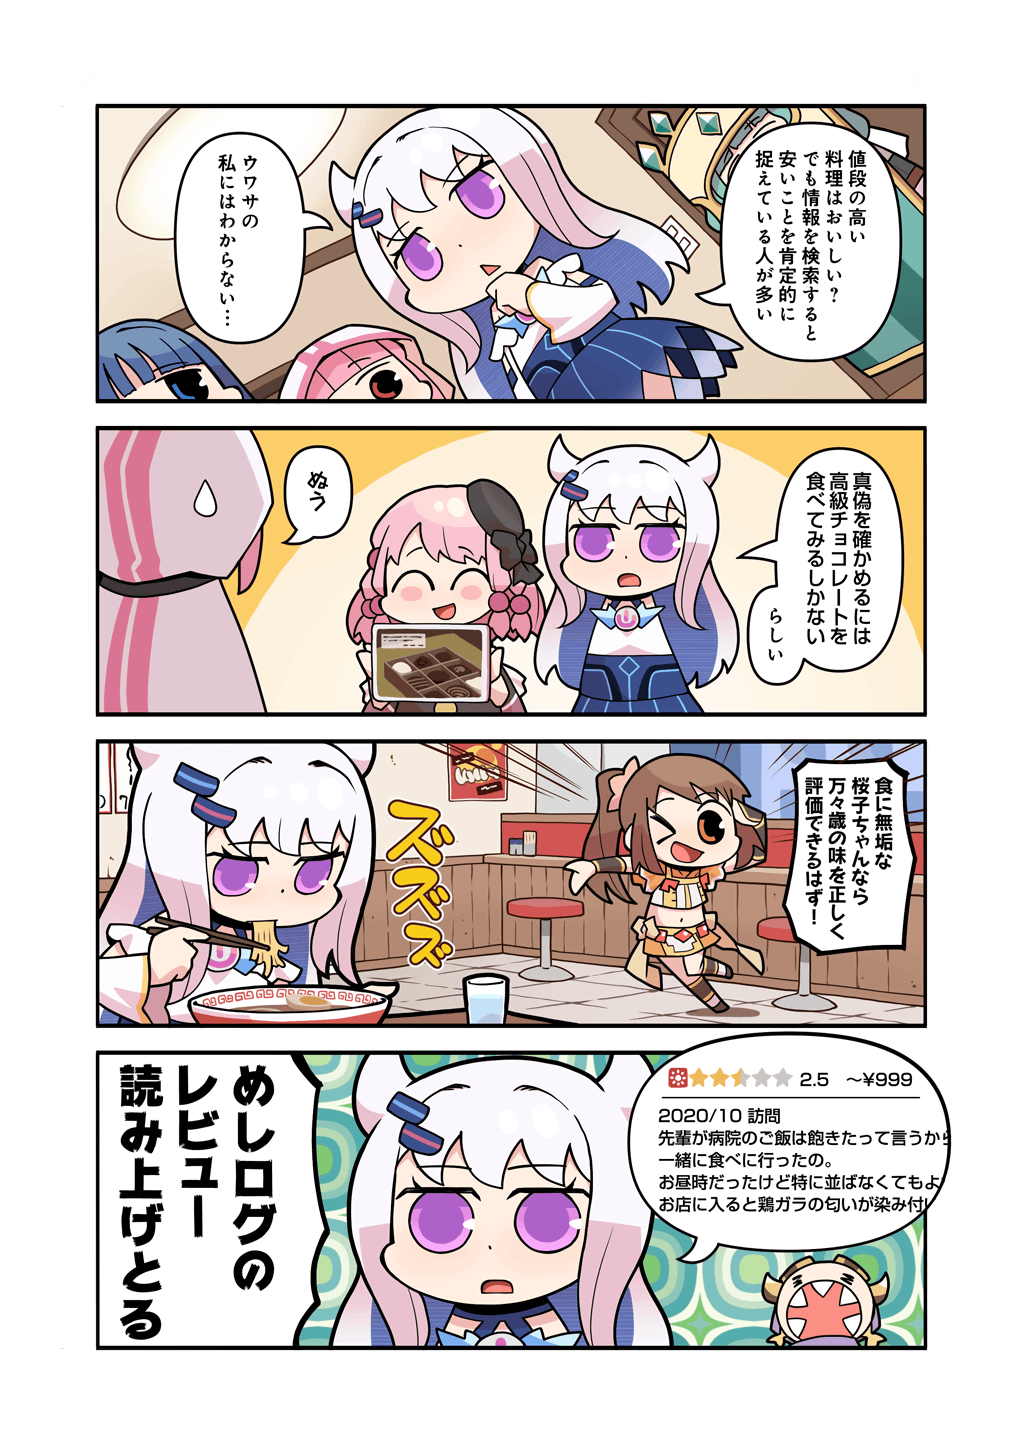 値段の高い
料理はおいしい?
でも情報を検索すると
安いことを肯定的に
捉えている人が多い
ウワサの
私にはわからない…
真偽を確かめるには
高級チョコレートを
食べてみるしかない
らしい
ぬぅ
食に無垢な
桜子ちゃんなら
万々歳の味を正しく
評価できるはず!
ズズズズ
2.5 ～¥999
2020/10 訪問
先輩が病院のご飯は飽きたって言うから
一緒に食べに行ったの。
お昼時だったけど特に並ばなくてもよ
お店に入ると鶏ガラの匂いが染み付い
めしログの
レビュー
読み上げとる